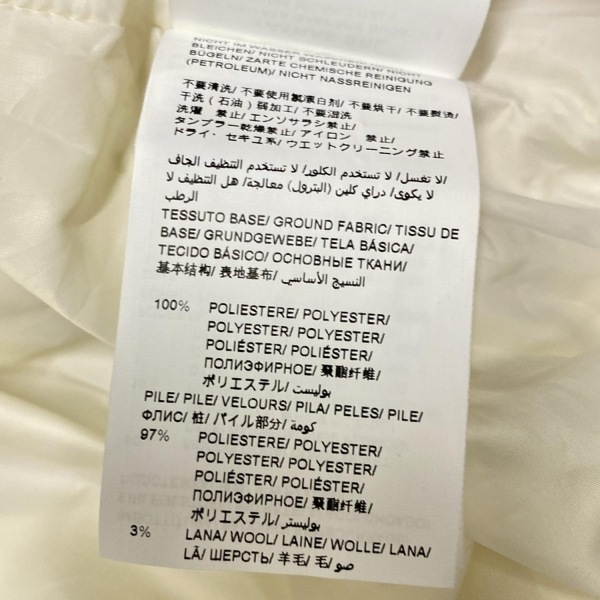 NICHT IM WASSER
BLEICHEN/ NICHT SCHLEUDERN/ NICHT
BÜGELN/ ZARTE CHEMISCHE REINIGUNG
(PETROLEUM)/ NICHT NASSREINIGEN
不要清洗/ 不要使用氯漂白剂/ 不要烘干/ 不要熨烫/
干洗（石油）弱加工/ 不要湿洗
洗濯 禁止/ エンソサラシ禁止/
タンブラー乾燥禁止/ アイロン 禁止/
ドライ・セキユ系/ ウエットクリーニング禁止
لا تغسل/ لا تستخدم الكلور/ لا تستخدم التنظيف الجاف/
لا يكوى/ دراي كلين (البترول) معالجة/ هل التنظيف لا
الرطب
TESSUTO BASE/ GROUND FABRIC/ TISSU DE
BASE/ GRUNDGEWEBE/ TELA BÁSICA/
TECIDO BÁSICO/ ОСНОВНЫЕ ТКАНИ/
基本结构/ 表地基布/ النسيج الأساسي
100% POLIESTERE/ POLYESTER/
POLYESTER/ POLYESTER/
POLIÉSTER/ POLIÉSTER/
ПОЛИЭФИРНОЕ/ 聚酯纤维/
ポリエステル/ بوليست
PILE/ PILE/ VELOURS/ PILA/ PELES/ PILE/
ФЛИС/ 桩/ パイル部分/ كومة
97% POLIESTERE/ POLYESTER/
POLYESTER/ POLYESTER/
POLIÉSTER/ POLIÉSTER/
ПОЛИЭФИРНОЕ/ 聚酯纤维/
ポリエステル/ بوليستر
3% LANA/ WOOL/ LAINE/ WOLLE/ LANA/
LÃ/ ШЕРСТЬ/ 羊毛/ 毛/ صو